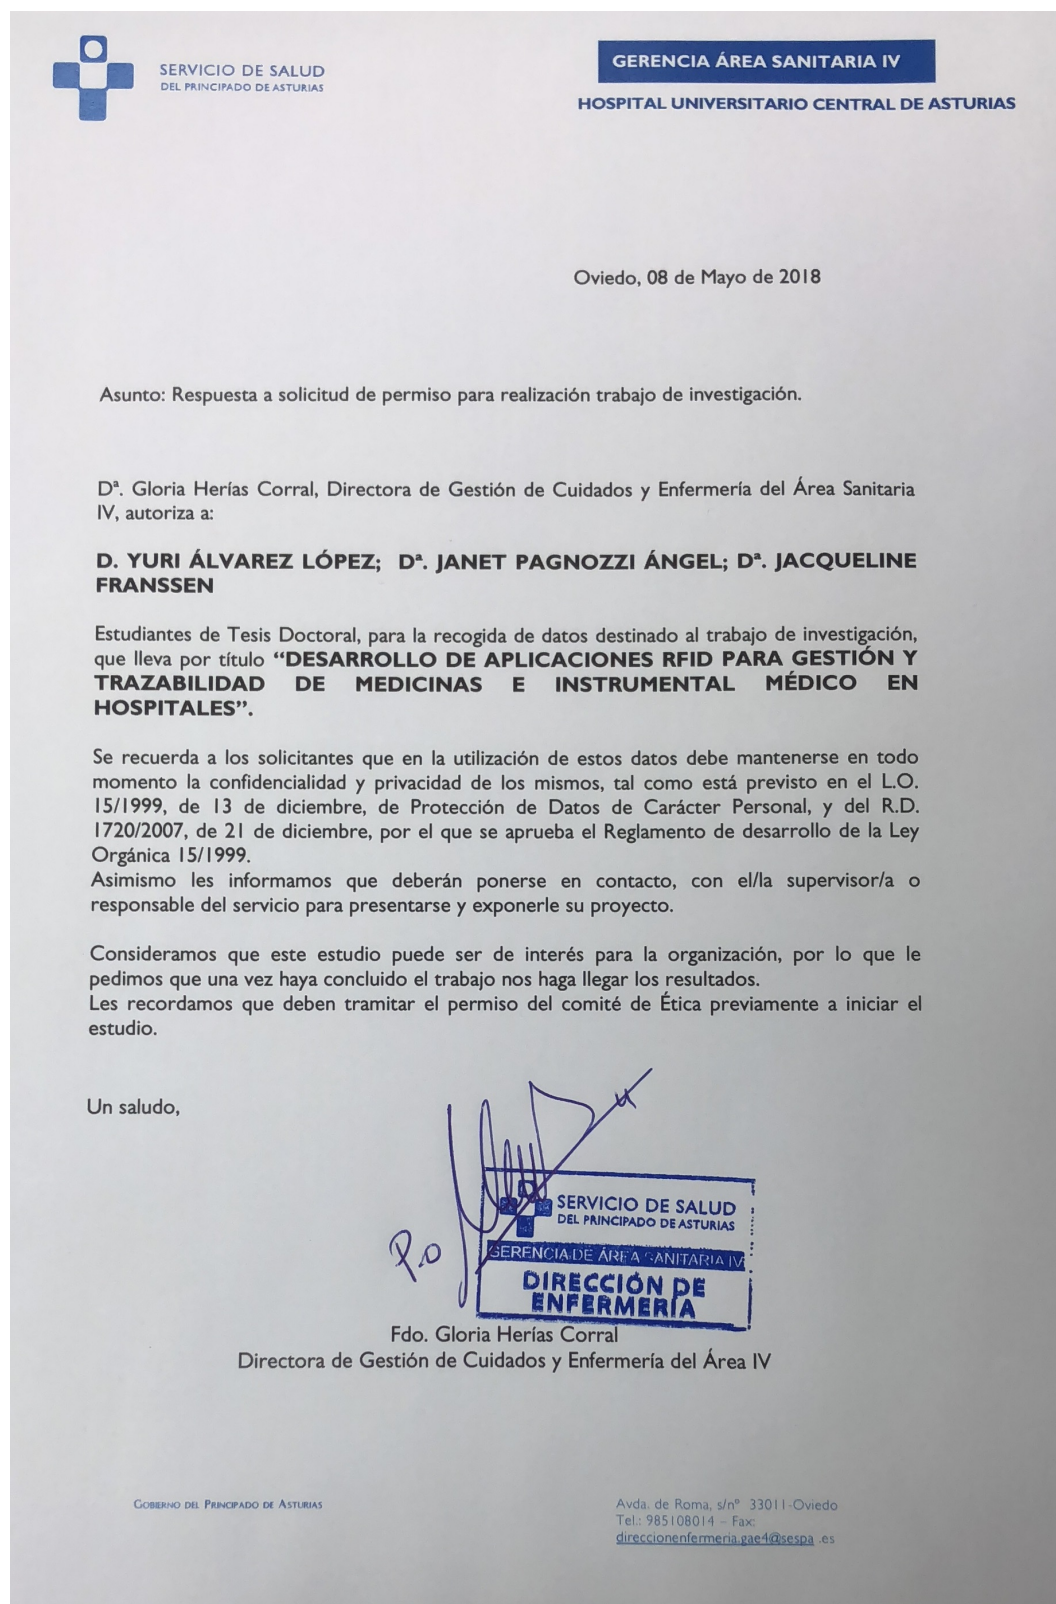 SERVICIO DE SALUD
DEL PRINCIPADO DE ASTURIAS
GERENCIA ÁREA SANITARIA IV
HOSPITAL UNIVERSITARIO CENTRAL DE ASTURIAS
Oviedo, 08 de Mayo de 2018
Asunto: Respuesta a solicitud de permiso para realización trabajo de investigación.
Dª. Gloria Herías Corral, Directora de Gestión de Cuidados y Enfermería del Área Sanitaria
IV, autoriza a:
D. YURI ÁLVAREZ LÓPEZ; Dª. JANET PAGNOZZI ÁNGEL; Dª. JACQUELINE
FRANSSEN
Estudiantes de Tesis Doctoral, para la recogida de datos destinado al trabajo de investigación,
que lleva por título “DESARROLLO DE APLICACIONES RFID PARA GESTIÓN Y
TRAZABILIDAD DE MEDICINAS E INSTRUMENTAL MÉDICO EN
HOSPITALES”.
Se recuerda a los solicitantes que en la utilización de estos datos debe mantenerse en todo
momento la confidencialidad y privacidad de los mismos, tal como está previsto en el L.O.
15/1999, de 13 de diciembre, de Protección de Datos de Carácter Personal, y del R.D.
1720/2007, de 21 de diciembre, por el que se aprueba el Reglamento de desarrollo de la Ley
Orgánica 15/1999.
Asimismo les informamos que deberán ponerse en contacto, con el/la supervisor/a o
responsable del servicio para presentarse y exponerle su proyecto.
Consideramos que este estudio puede ser de interés para la organización, por lo que le
pedimos que una vez haya concluido el trabajo nos haga llegar los resultados.
Les recordamos que deben tramitar el permiso del comité de Ética previamente a iniciar el
estudio.
Un saludo,
SERVICIO DE SALUD
DEL PRINCIPADO DE ASTURIAS
GERENCIA DE ÁREA SANITARIA IV
DIRECCIÓN DE
ENFERMERÍA
P.O
Fdo. Gloria Herías Corral
Directora de Gestión de Cuidados y Enfermería del Área IV
GOBIERNO DEL PRINCIPADO DE ASTURIAS
Avda. de Roma, s/nº 33011-Oviedo
Tel.: 985108014 – Fax:
direccionenfermeria.gae4@sespa .es